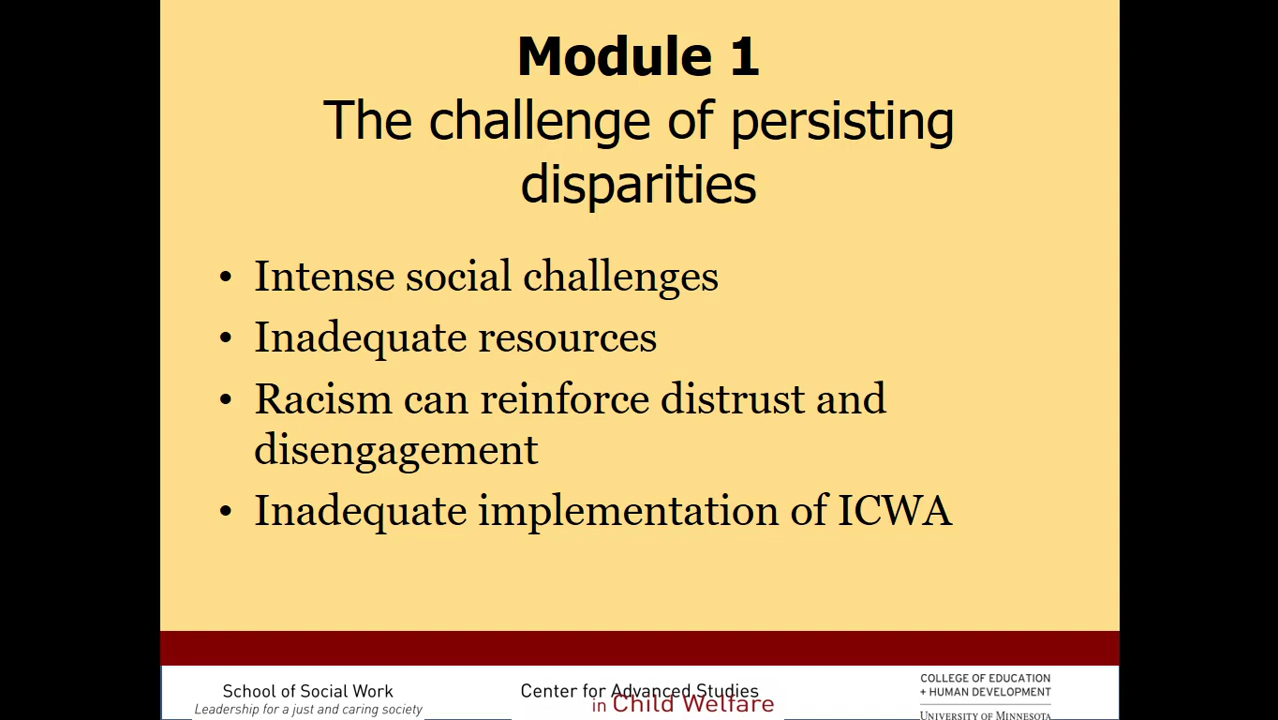 Module 1
The challenge of persisting
disparities
• Intense social challenges
• Inadequate resources
• Racism can reinforce distrust and
disengagement
• Inadequate implementation of ICWA
School of Social Work
Leadership for a just and caring society
Center for Advanced Studies
in Child Welfare
COLLEGE OF EDUCATION
+ HUMAN DEVELOPMENT
UNIVERSITY OF MINNESOTA